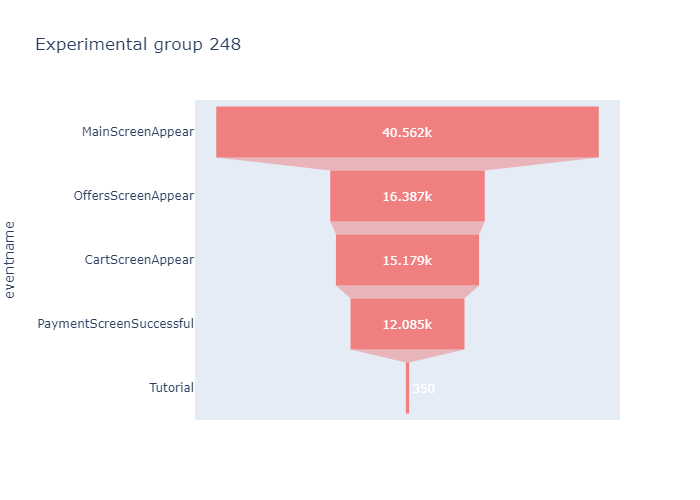 Experimental group 248
MainScreenAppear
40.562k
OffersScreenAppear
16.387k
CartScreenAppear
15.179k
PaymentScreenSuccessful
12.085k
Tutorial
350
eventname